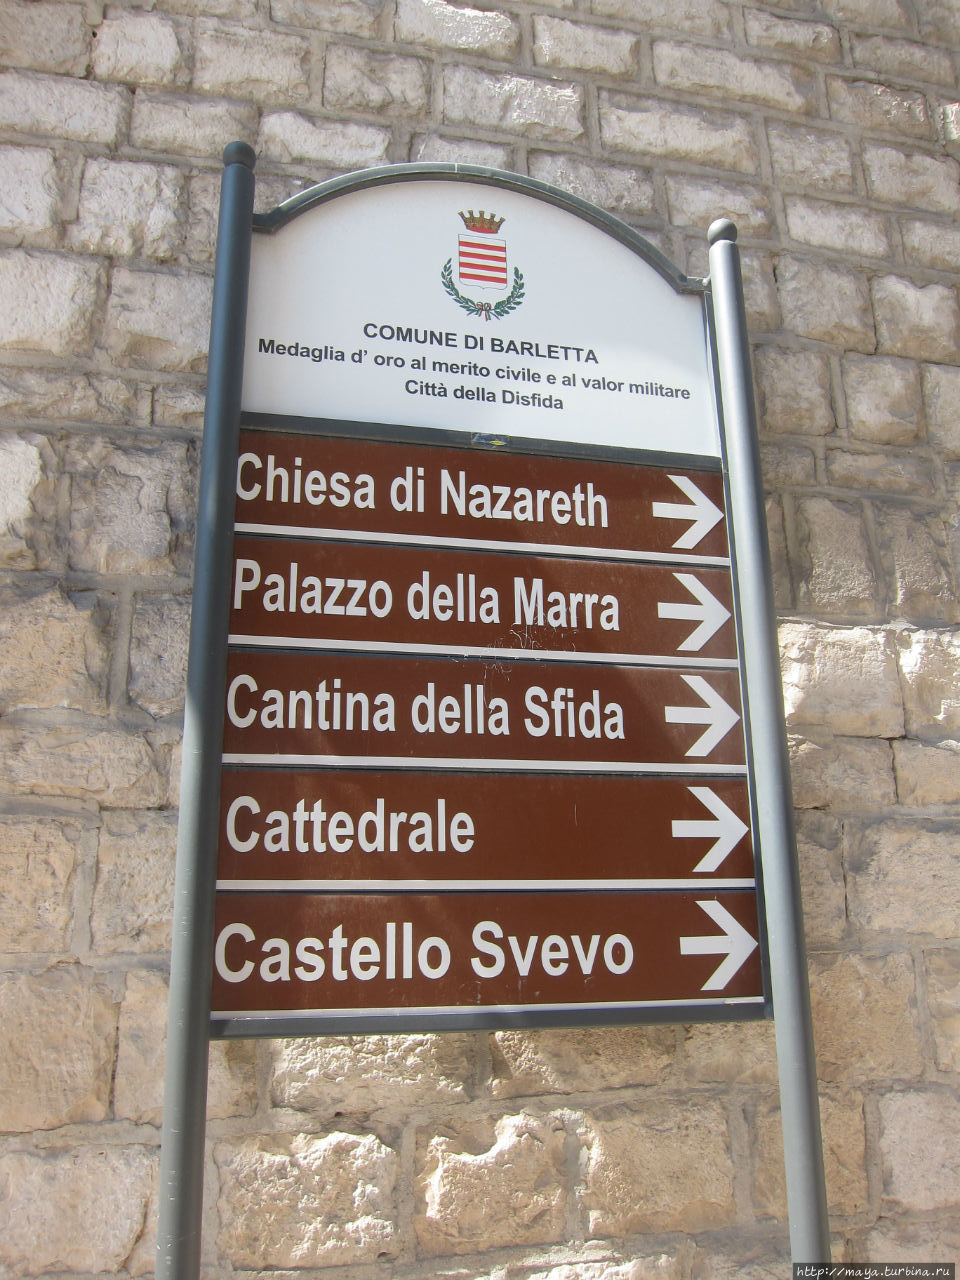 COMUNE DI BARLETTA
Medaglia d' oro al merito civile e al valor militare
Città della Disfida
Chiesa di Nazareth
Palazzo della Marra
Cantina della Sfida
Cattedrale
Castello Svevo
http://maya.turbina.ru